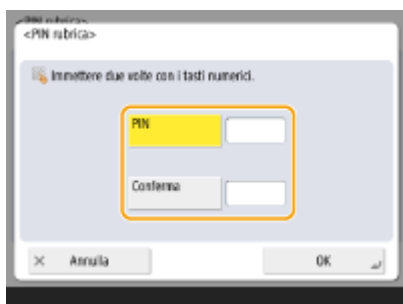 <PIN rubrica>
<PIN rubrica>
Immettere due volte con i tasti numerici.
PIN
Conferma
Annulla
OK